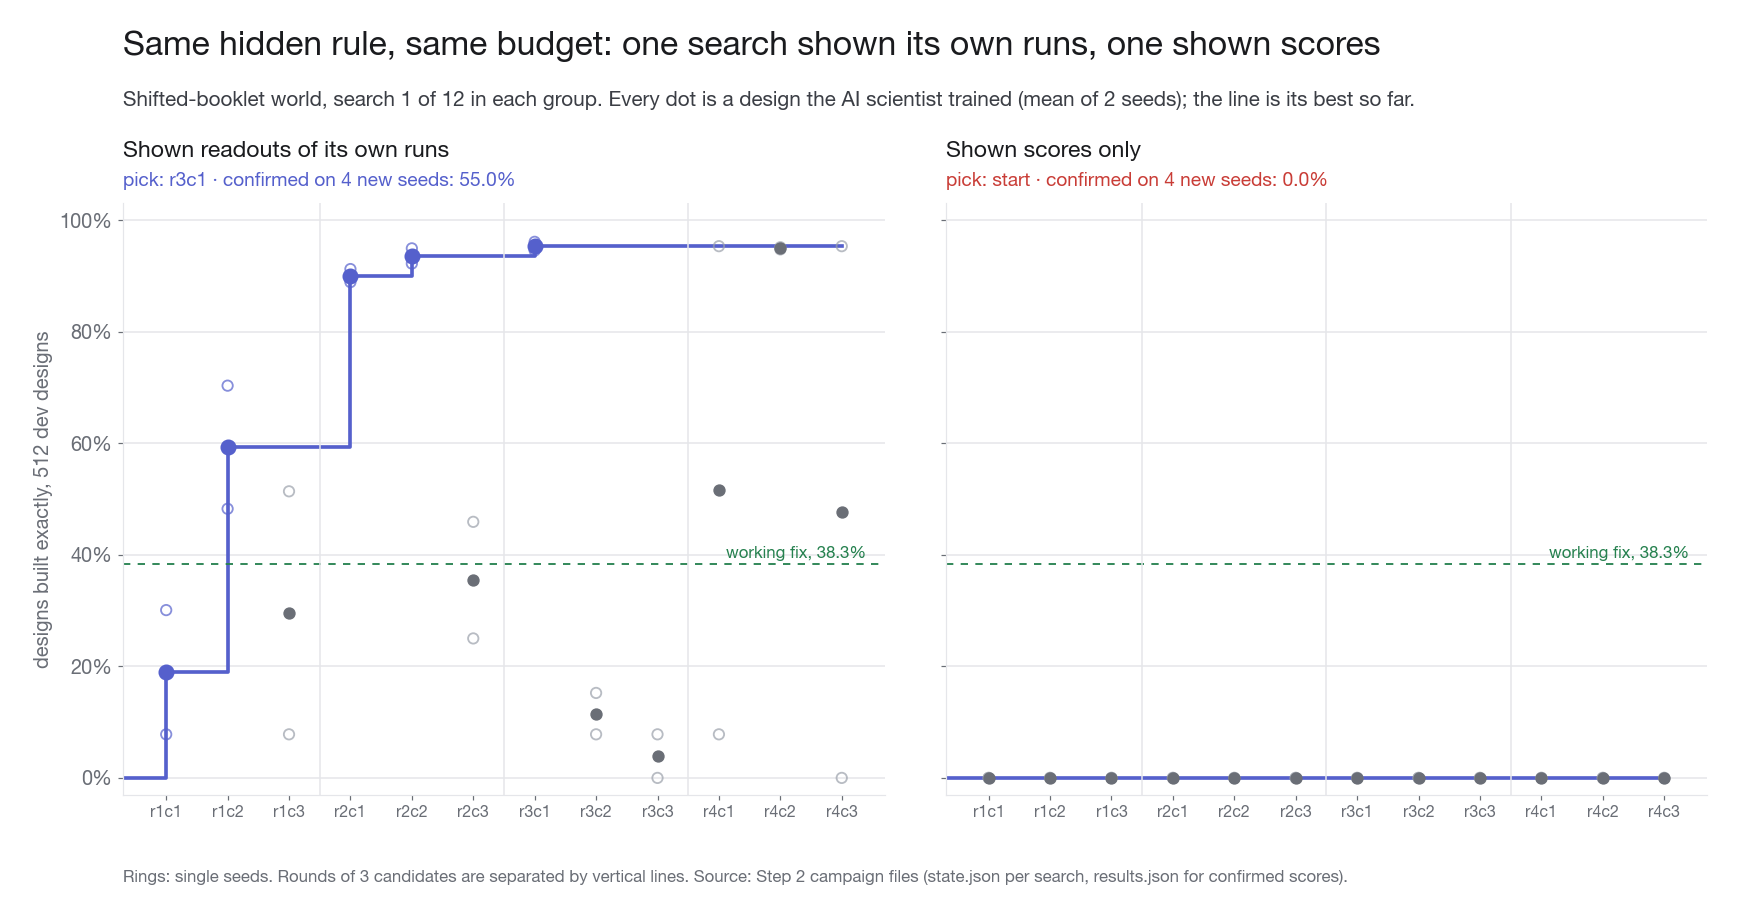 Same hidden rule, same budget: one search shown its own runs, one shown scores
Shifted-booklet world, search 1 of 12 in each group. Every dot is a design the AI scientist trained (mean of 2 seeds); the line is its best so far.
Shown readouts of its own runs
pick: r3c1 · confirmed on 4 new seeds: 55.0%
designs built exactly, 512 dev designs
100%
80%
60%
40%
20%
0%
working fix, 38.3%
r1c1 r1c2 r1c3 r2c1 r2c2 r2c3 r3c1 r3c2 r3c3 r4c1 r4c2 r4c3
Shown scores only
pick: start · confirmed on 4 new seeds: 0.0%
working fix, 38.3%
r1c1 r1c2 r1c3 r2c1 r2c2 r2c3 r3c1 r3c2 r3c3 r4c1 r4c2 r4c3
Rings: single seeds. Rounds of 3 candidates are separated by vertical lines. Source: Step 2 campaign files (state.json per search, results.json for confirmed scores).